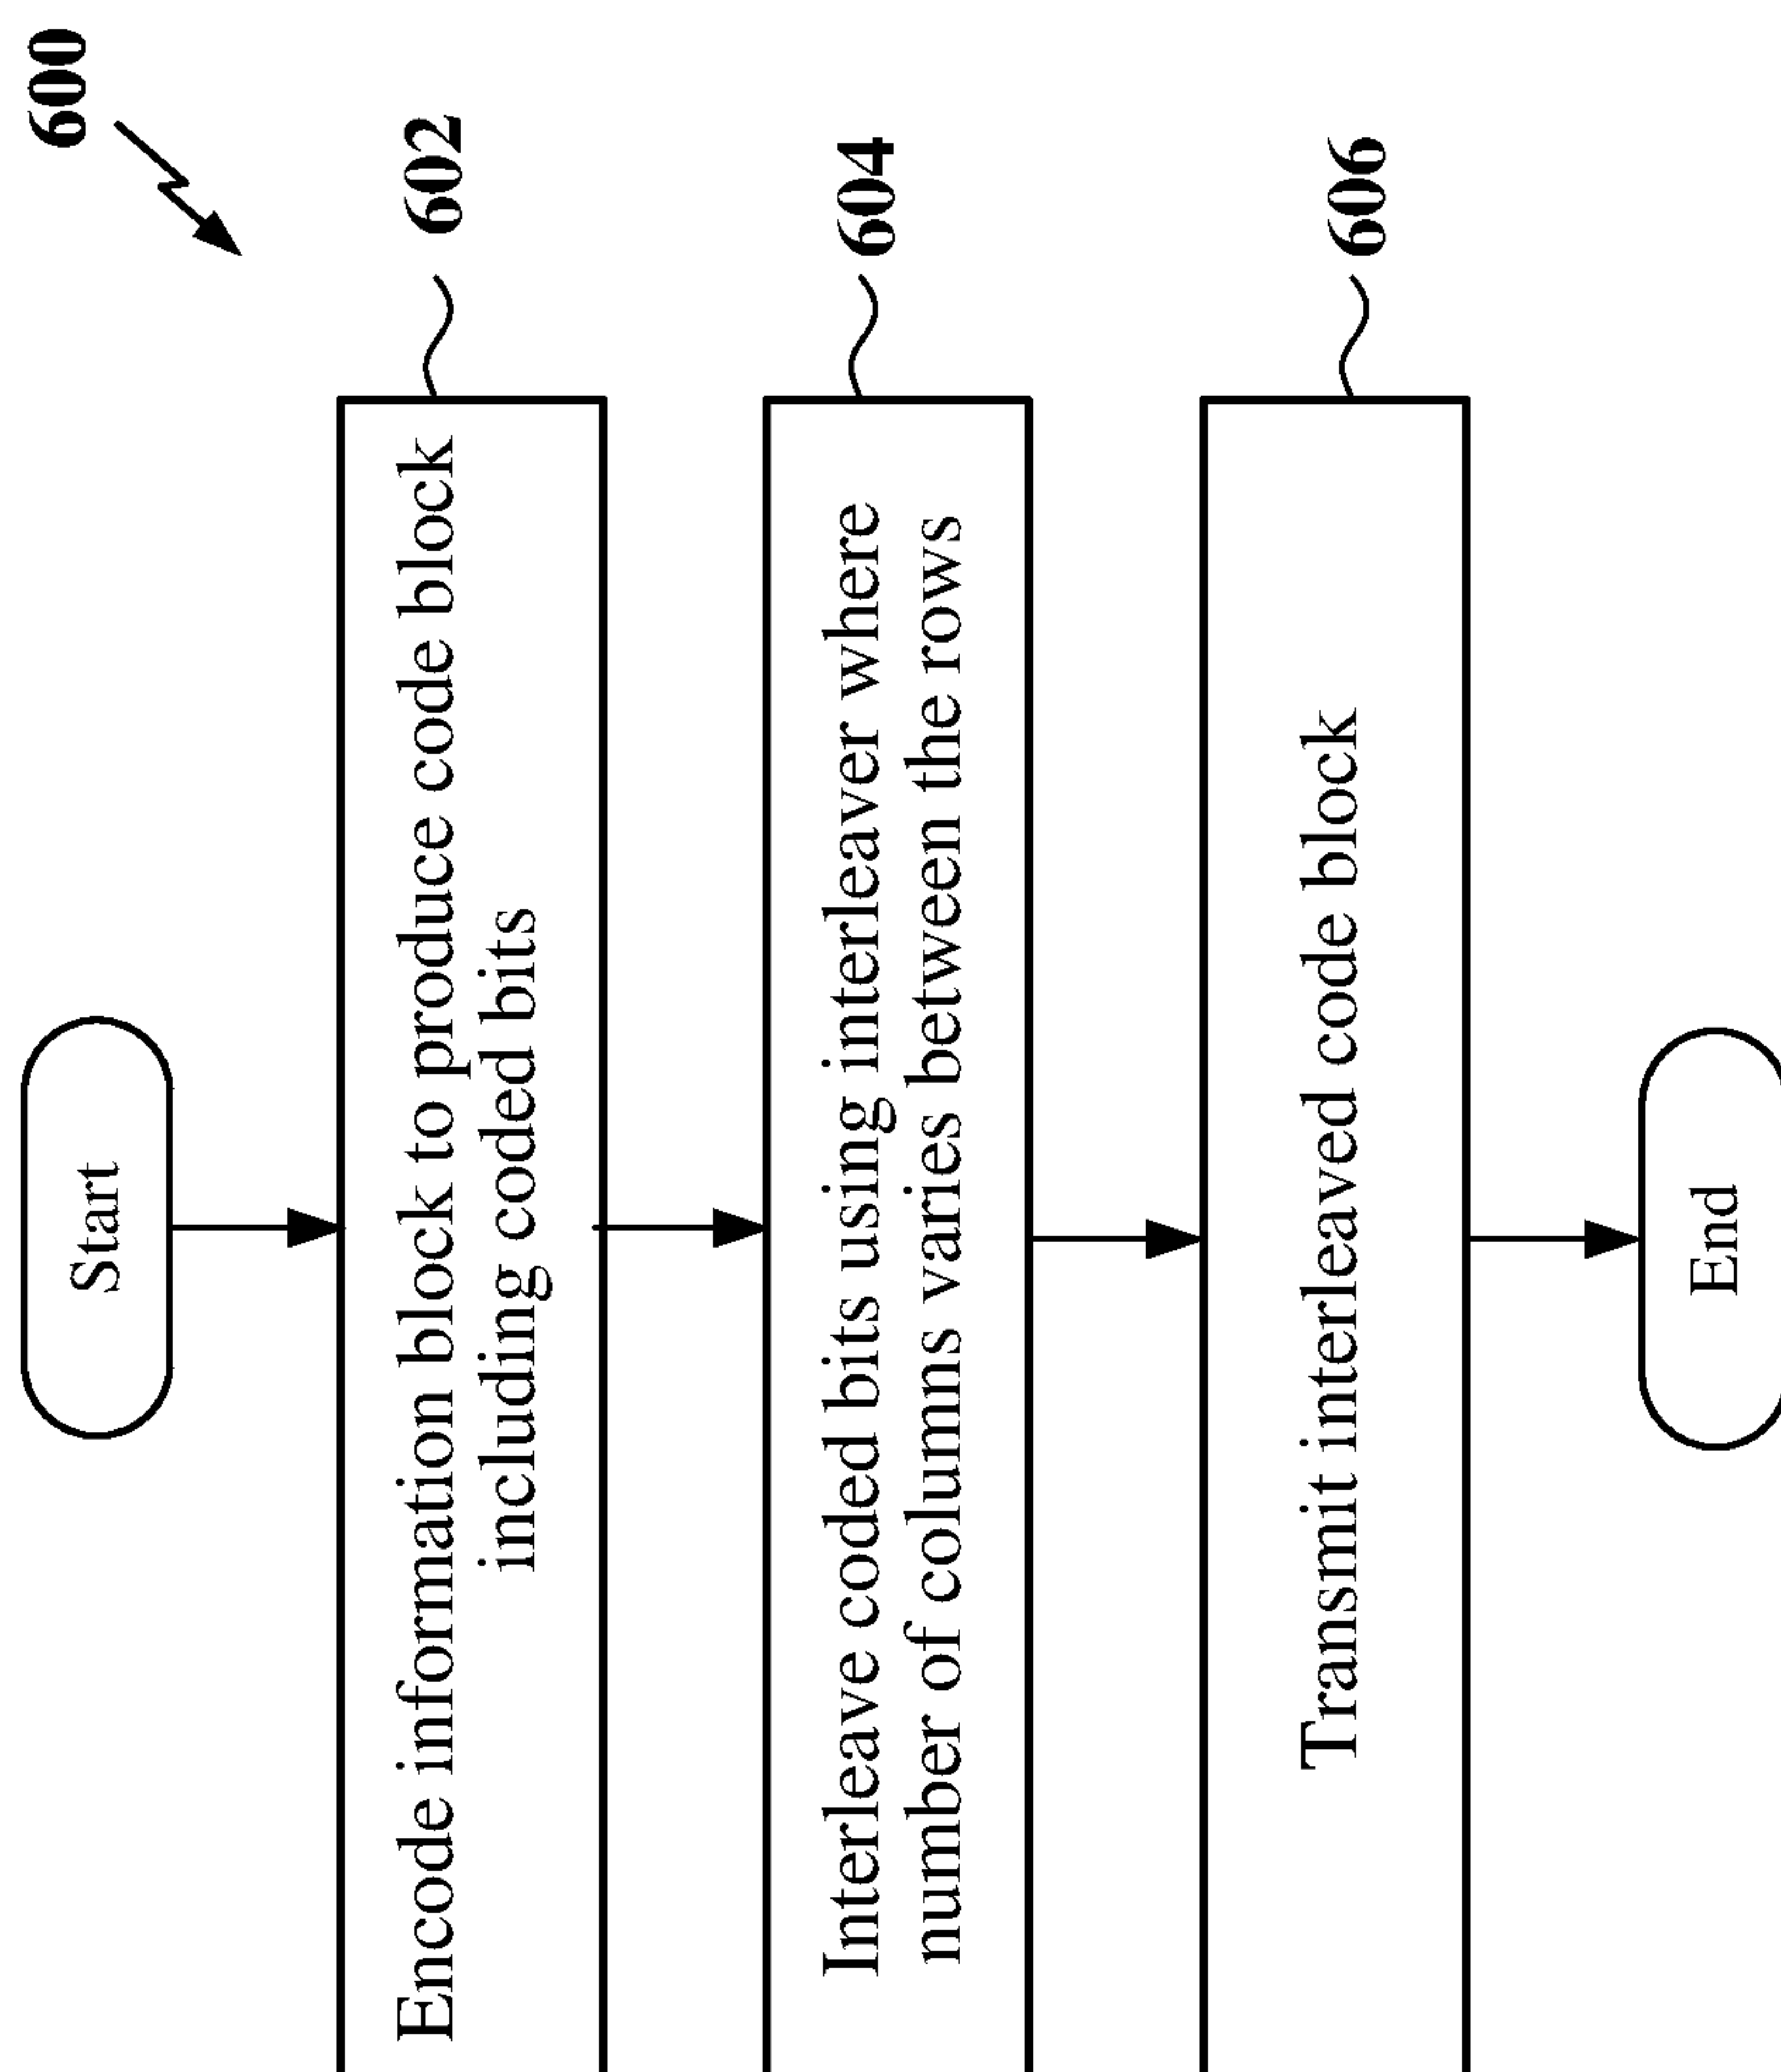 600
Start
Encode information block to produce code block
including coded bits
602
Interleave coded bits using interleaver where
number of columns varies between the rows
604
Transmit interleaved code block
606
End